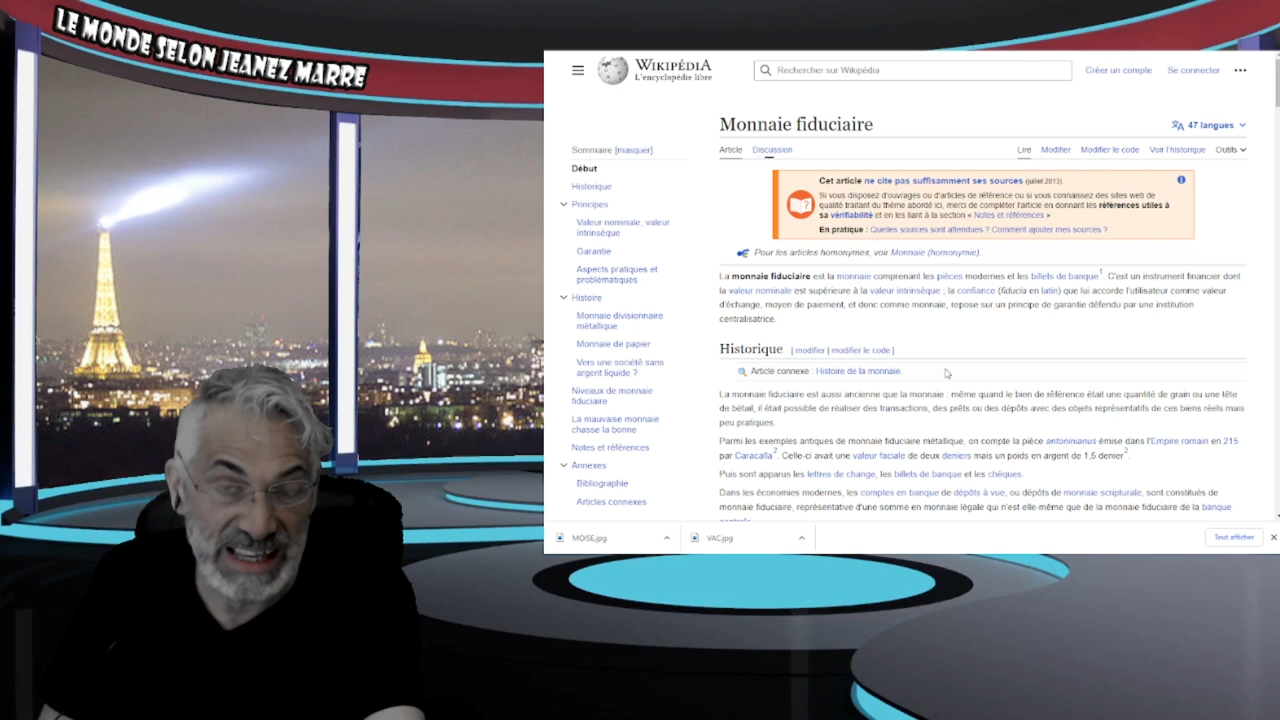 LE MONDE SELON JEANEZ MARRE
WIKIPÉDIA
L'encyclopédie libre
Rechercher sur Wikipédia
Créer un compte
Se connecter
Monnaie fiduciaire
47 langues
Article
Discussion
Lire
Modifier
Modifier le code
Voir l'historique
Outils
Sommaire [masquer]
Début
Historique
Principes
Valeur nominale, valeur
intrinsèque
Garantie
Aspects pratiques et
problématiques
Histoire
Monnaie divisionnaire
métallique
Monnaie de papier
Vers une société sans
argent liquide ?
Niveaux de monnaie
fiduciaire
La mauvaise monnaie
chasse la bonne
Notes et références
Annexes
Bibliographie
Articles connexes
Cet article ne cite pas suffisamment ses sources (juillet 2013)
Si vous disposez d'ouvrages ou d'articles de référence ou si vous connaissez des sites web de
qualité traitant du thème abordé ici, merci de compléter l'article en donnant les références utiles à
sa vérifiabilité et en les liant à la section « Notes et références »
En pratique : Quelles sources sont attendues ? Comment ajouter mes sources ?
Pour les articles homonymes, voir Monnaie (homonymie).
La monnaie fiduciaire est la monnaie comprenant les pièces modernes et les billets de banque1. C'est un instrument financier dont
la valeur nominale est supérieure à la valeur intrinsèque ; la confiance (fiducia en latin) que lui accorde l'utilisateur comme valeur
d'échange, moyen de paiement, et donc comme monnaie, repose sur un principe de garantie défendu par une institution
centralisatrice.
Historique [ modifier | modifier le code ]
Article connexe : Histoire de la monnaie.
La monnaie fiduciaire est aussi ancienne que la monnaie : même quand le bien de référence était une quantité de grain ou une tête
de bétail, il était possible de réaliser des transactions, des prêts ou des dépôts avec des objets représentatifs de ces biens réels mais
peu pratiques.
Parmi les exemples antiques de monnaie fiduciaire métallique, on compte la pièce antoninianus émise dans l'Empire romain en 215
par Caracalla2. Celle-ci avait une valeur faciale de deux deniers mais un poids en argent de 1,5 denier2.
Puis sont apparus les lettres de change, les billets de banque et les chèques.
Dans les économies modernes, les comptes en banque de dépôts à vue, ou dépôts de monnaie scripturale, sont constitués de
monnaie fiduciaire, représentative d'une somme en monnaie légale qui n'est elle-même que de la monnaie fiduciaire de la banque
centrale
MOISE.jpg
VAC.jpg
Tout afficher